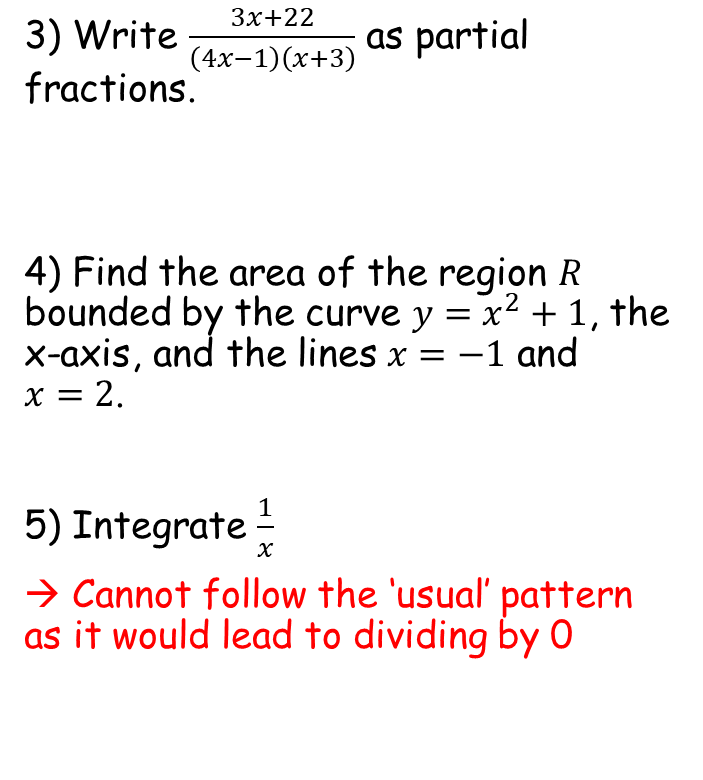 3) Write \frac{3x+22}{(4x−1)(x+3)} as partial
fractions.
4) Find the area of the region R
bounded by the curve y = x² + 1, the
x-axis, and the lines x = −1 and
x = 2.
5) Integrate \frac{1}{x}
→ Cannot follow the ‘usual’ pattern
as it would lead to dividing by 0